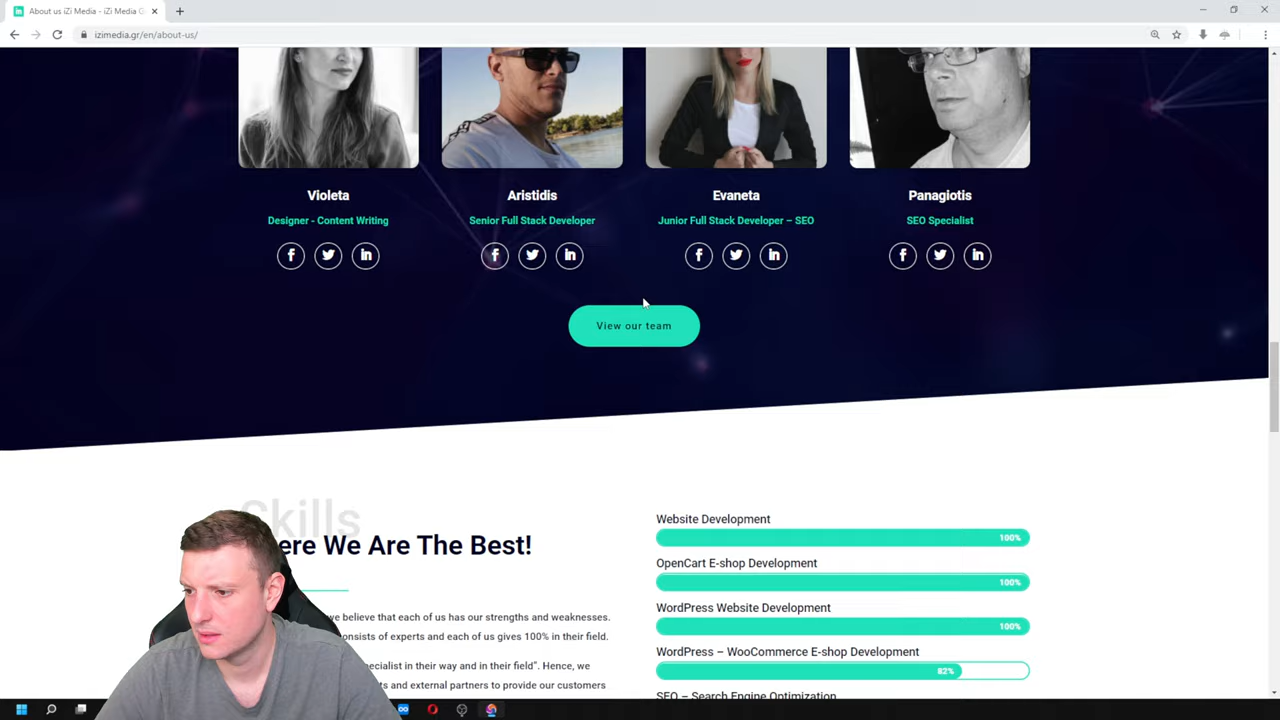 About us iZi Media - iZi Media G
izimedia.gr/en/about-us/
Violeta
Aristidis
Evaneta
Panagiotis
Designer - Content Writing
Senior Full Stack Developer
Junior Full Stack Developer – SEO
SEO Specialist
View our team
Skills
ere We Are The Best!
we believe that each of us has our strengths and weaknesses.
onsists of experts and each of us gives 100% in their field.
pecialist in their way and in their field". Hence, we
ts and external partners to provide our customers
Website Development
100%
OpenCart E-shop Development
100%
WordPress Website Development
100%
WordPress – WooCommerce E-shop Development
82%
SEO – Search Engine Optimization